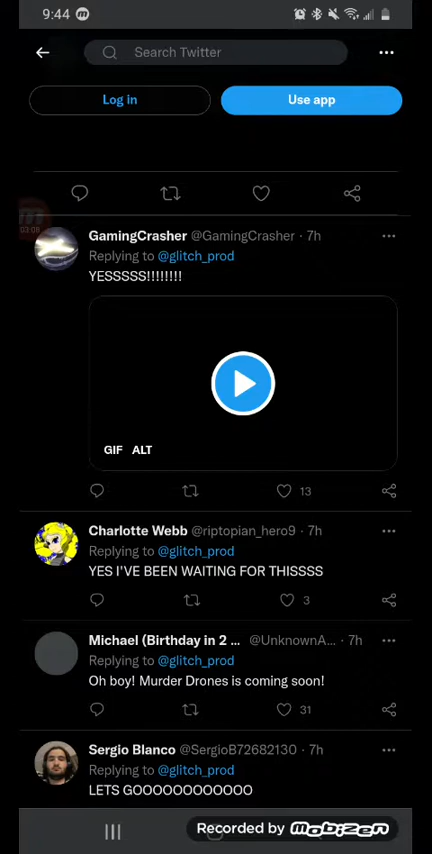 9:44
Search Twitter
Log in
Use app
03:08
GamingCrasher @GamingCrasher · 7h
Replying to @glitch_prod
YESSSSS!!!!!!!!
GIF ALT
13
Charlotte Webb @riptopian_hero9 · 7h
Replying to @glitch_prod
YES I'VE BEEN WAITING FOR THISSSS
3
Michael (Birthday in 2 ... @UnknownA... · 7h
Replying to @glitch_prod
Oh boy! Murder Drones is coming soon!
31
Sergio Blanco @SergioB72682130 · 7h
Replying to @glitch_prod
LETS GOOOOOOOOOOOO
Recorded by mobizen